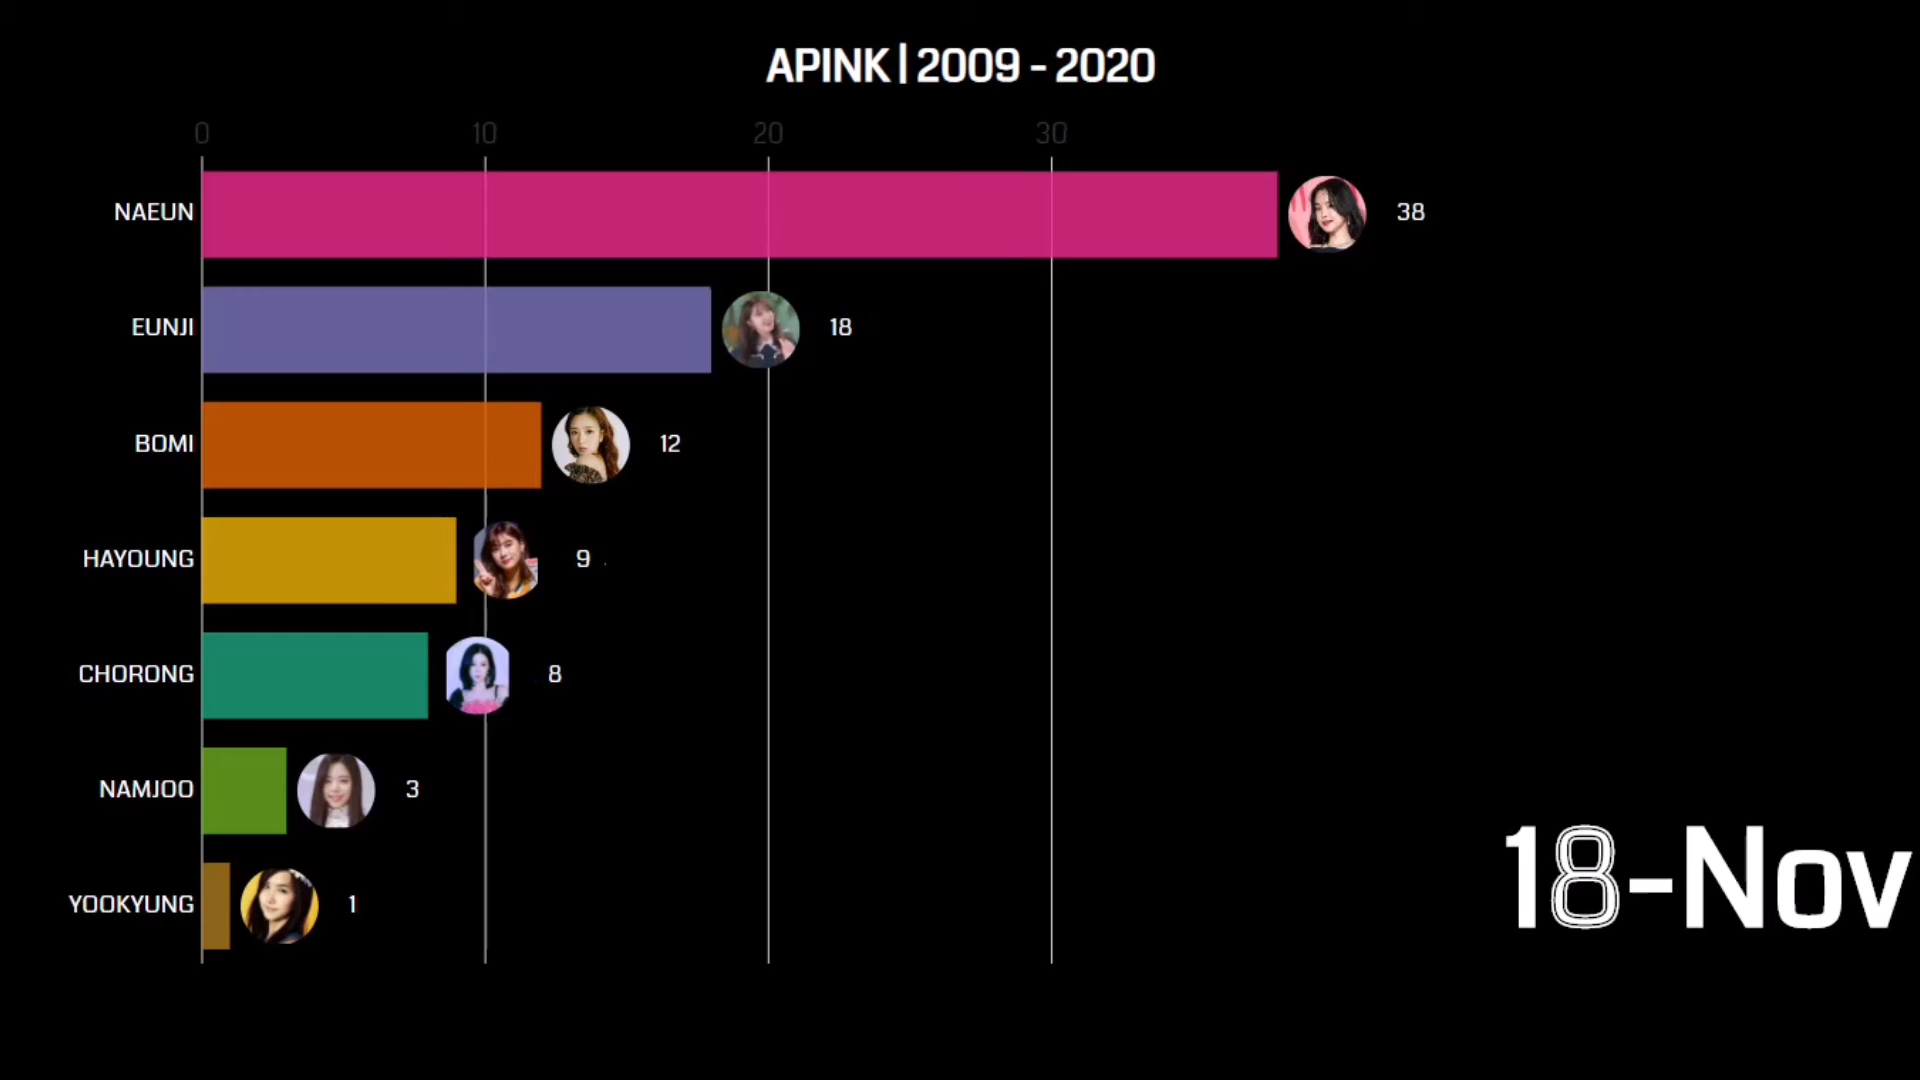 APINK | 2009 - 2020
0 10 20 30
NAEUN 38
EUNJI 18
BOMI 12
HAYOUNG 9
CHORONG 8
NAMJOO 3
YOOKYUNG 1
18-Nov